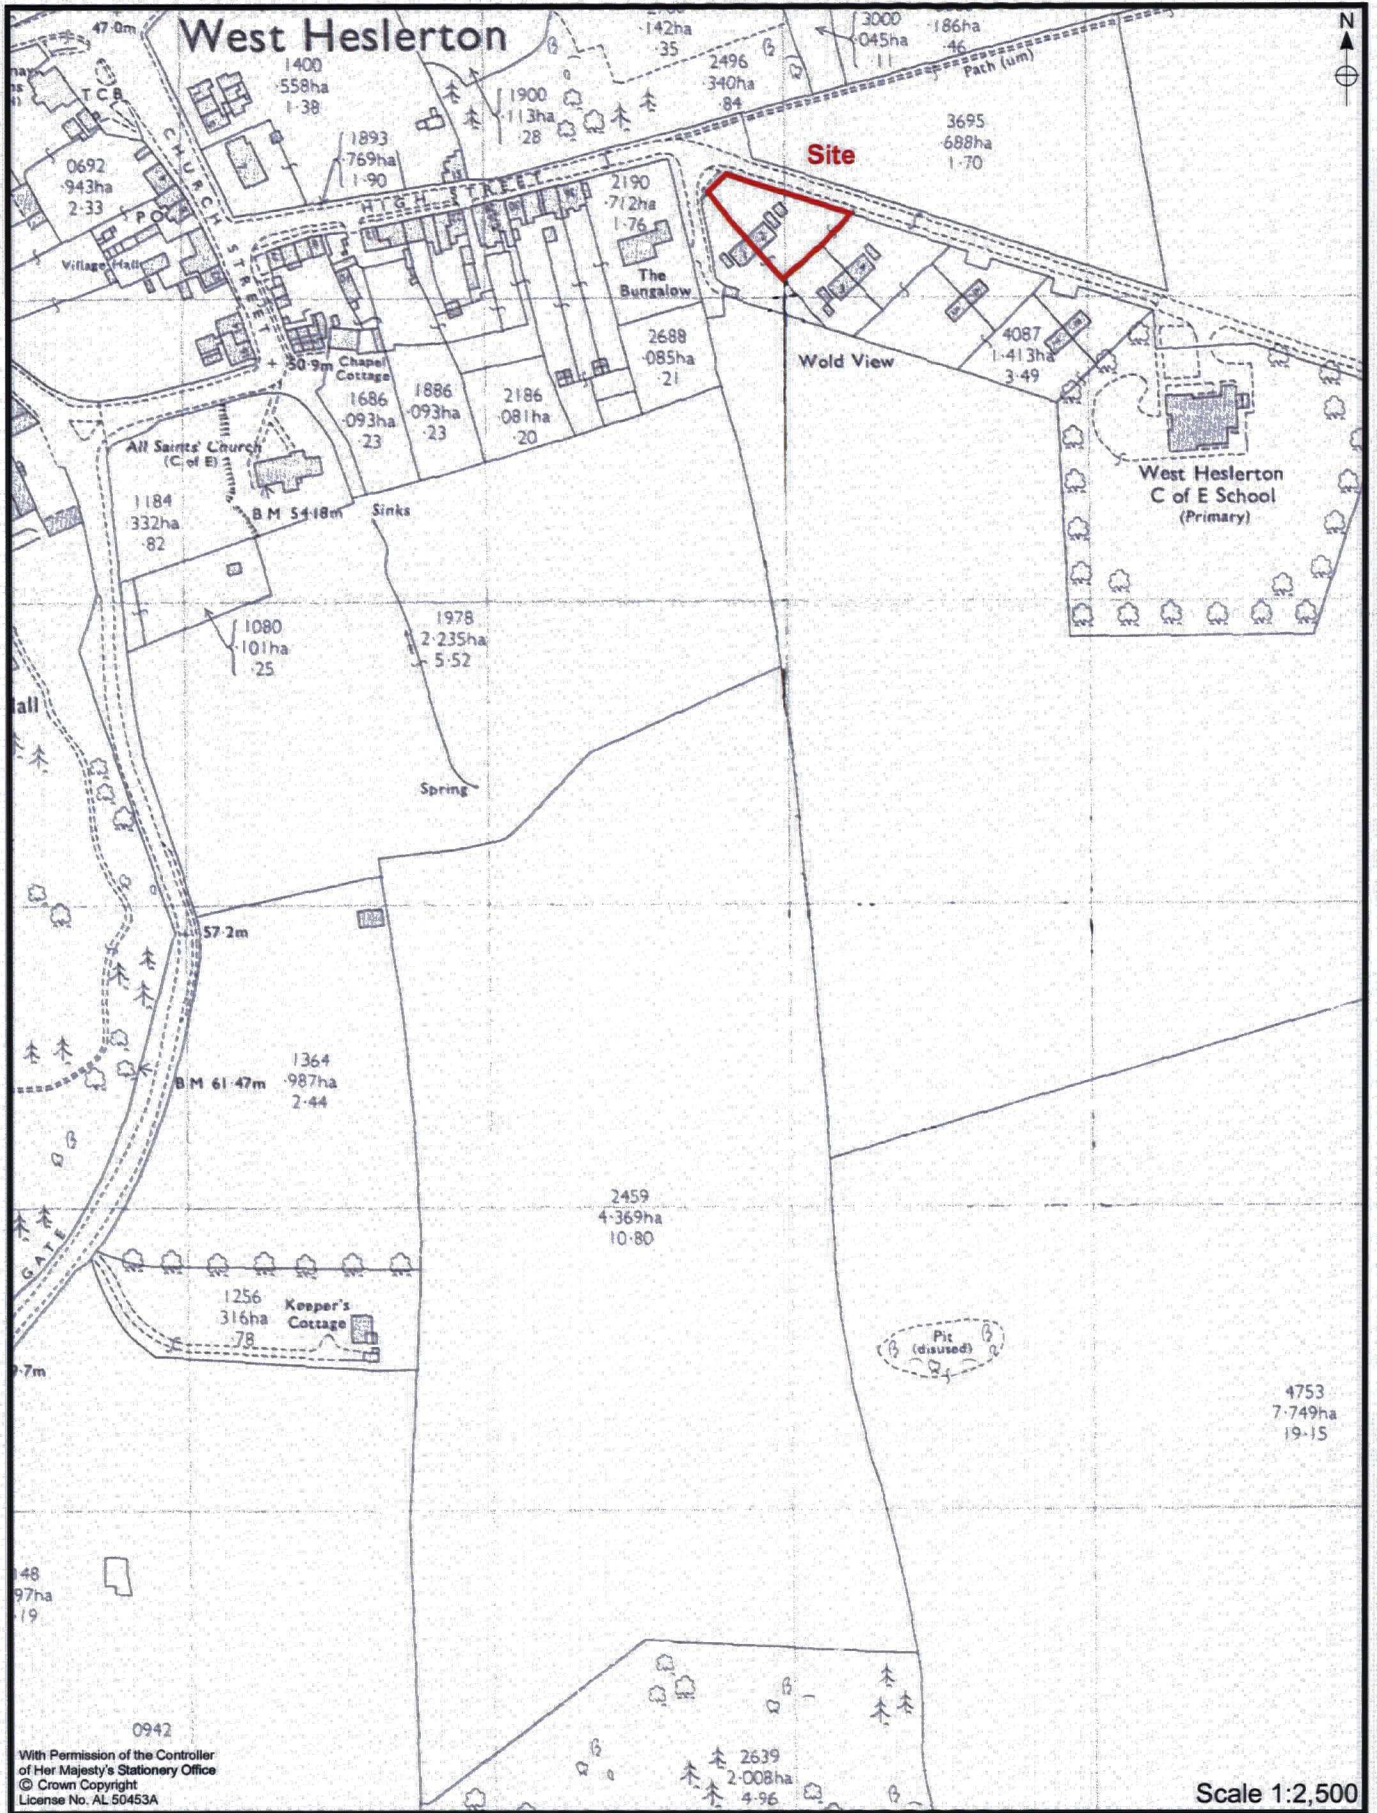 47·0m
West Heslerton
N
1400
·558ha
1·38
·142ha
·35
2496
·340ha
·84
3000
·045ha
·11
·186ha
·46
Path (um)
T C B
1900
·113ha
·28
3695
·688ha
1·70
Site
CHURCH STREET
1893
·769ha
1·90
0692
·943ha
2·33
P O
HIGH STREET
2190
·712ha
1·76
Village Hall
The
Bungalow
50·9m
Chapel
Cottage
2688
·085ha
·21
Wold View
4087
1·413ha
3·49
1686
·093ha
·23
1886
·093ha
·23
2186
·081ha
·20
All Saints' Church
(C of E)
West Heslerton
C of E School
(Primary)
1184
·332ha
·82
B M 54·18m
Sinks
1080
·101ha
·25
1978
2·235ha
5·52
Spring
57·2m
B M 61·47m
1364
·987ha
2·44
2459
4·369ha
10·80
GATE
1256
·316ha
·78
Keeper's
Cottage
Pit
(disused)
4753
7·749ha
19·15
0942
2639
2·008ha
4·96
With Permission of the Controller
of Her Majesty's Stationery Office
© Crown Copyright
License No. AL 50453A
Scale 1:2,500